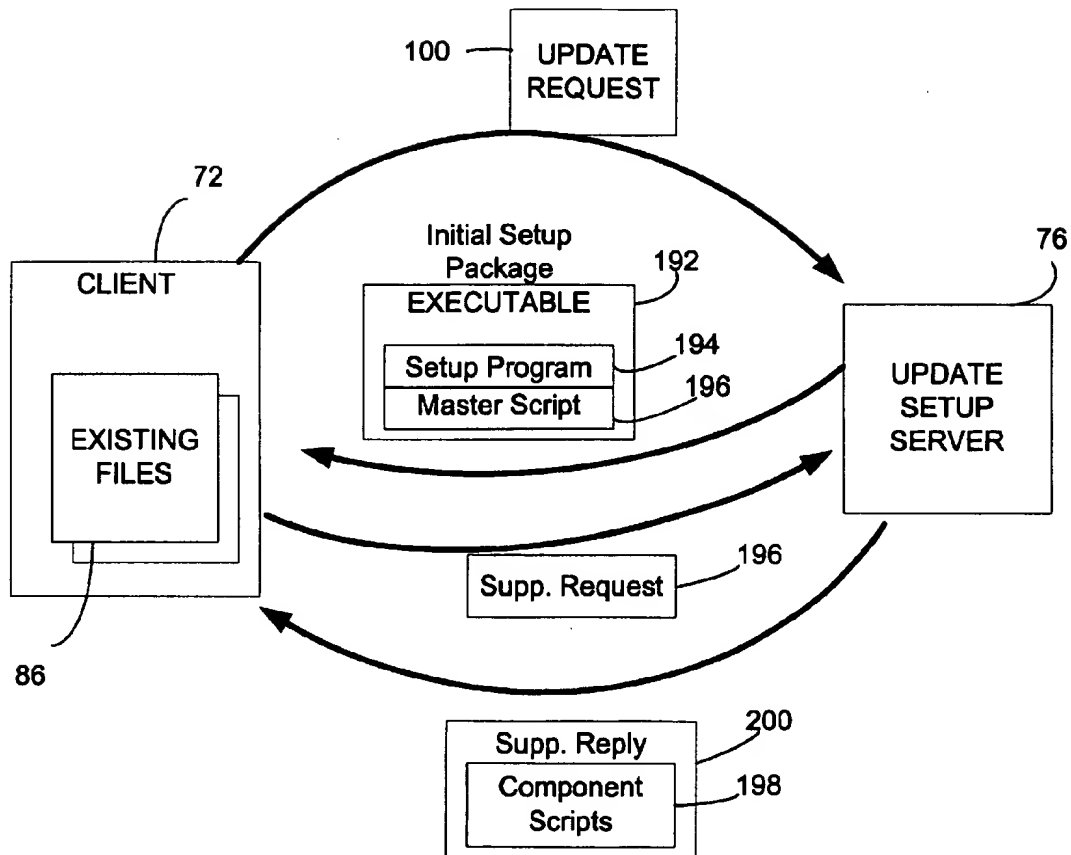 100
UPDATE
REQUEST
72
Initial Setup
Package
192
76
CLIENT
EXECUTABLE
194
Setup Program
196
Master Script
UPDATE
SETUP
SERVER
EXISTING
FILES
196
Supp. Request
86
200
Supp. Reply
198
Component
Scripts